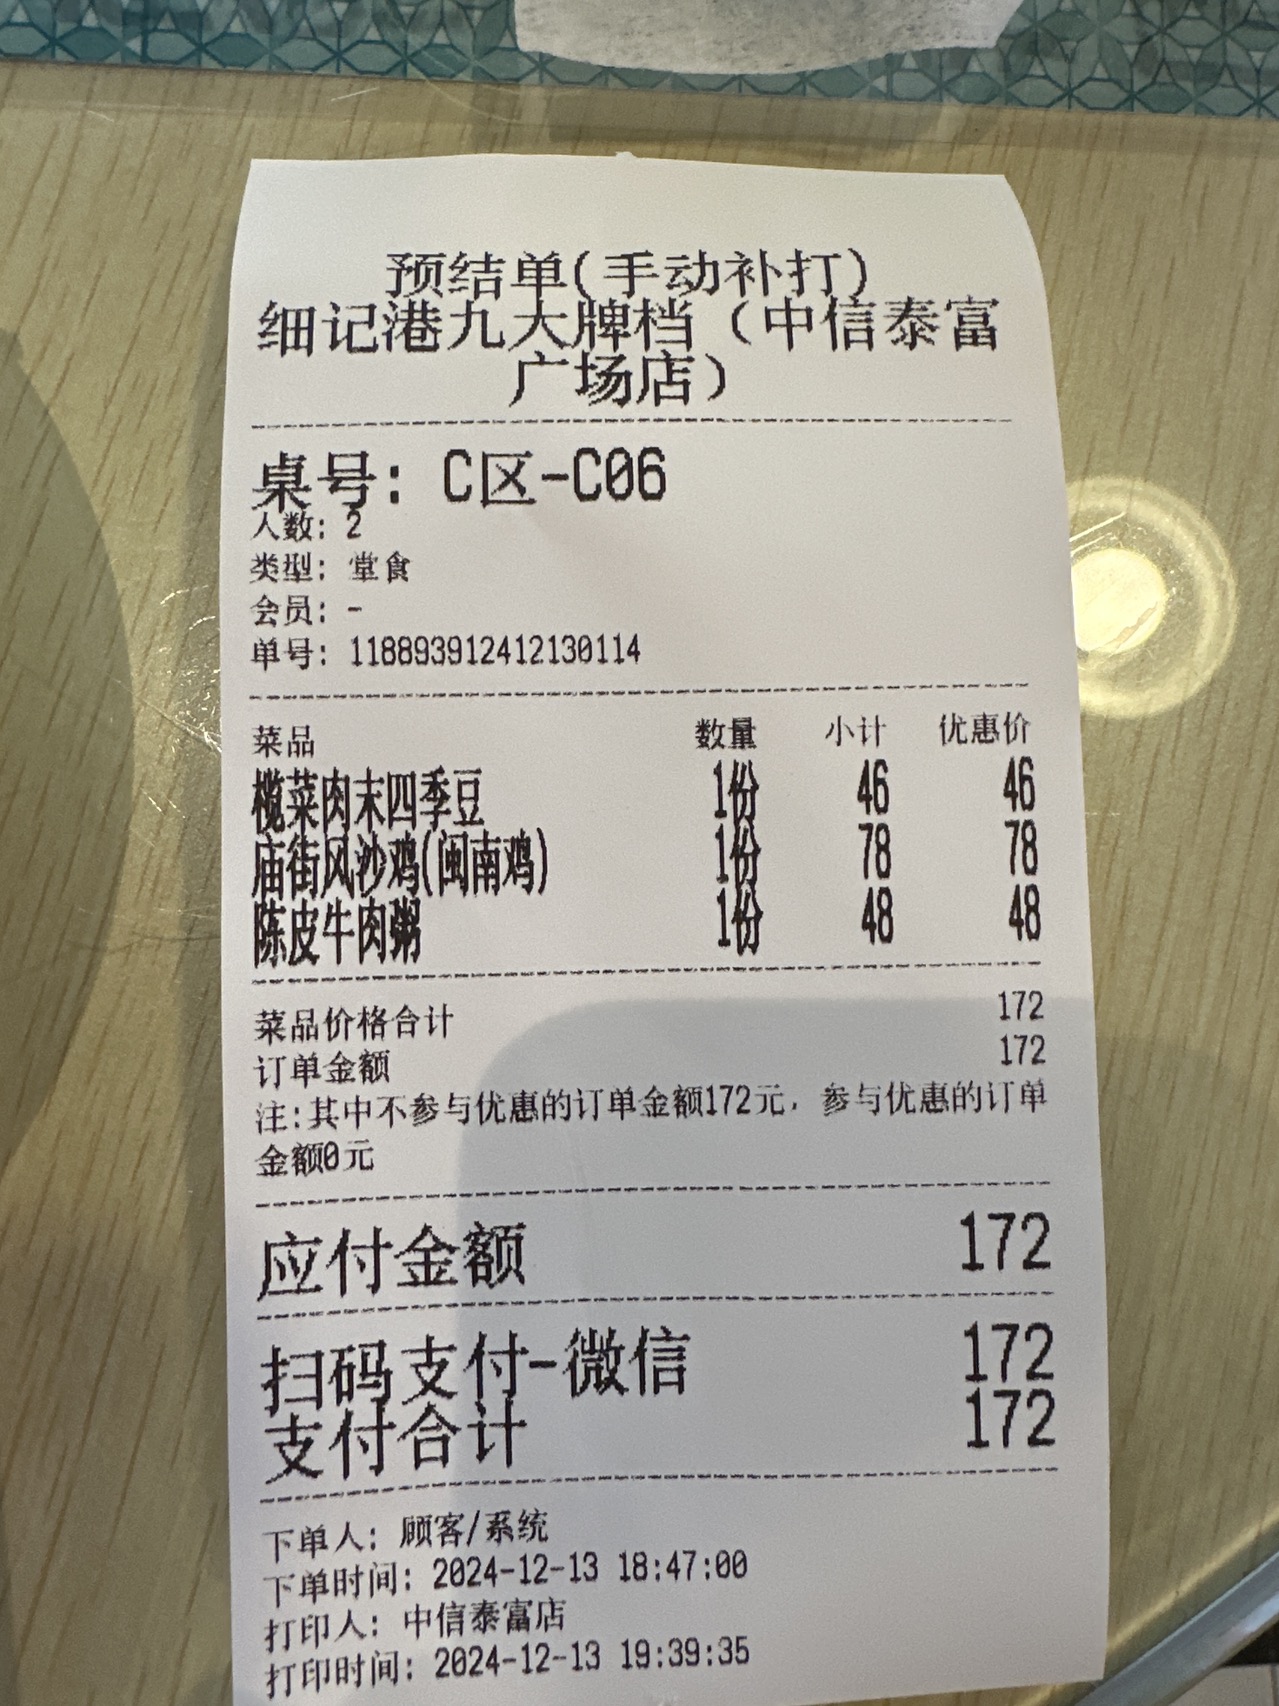 预结单(手动补打)
细记港九大牌档（中信泰富
广场店）
桌号: C区-C06
人数: 2
类型: 堂食
会员: -
单号: 118893912412130114
菜品 数量 小计 优惠价
榄菜肉末四季豆 1份 46 46
庙街风沙鸡(闽南鸡) 1份 78 78
陈皮牛肉粥 1份 48 48
菜品价格合计 172
订单金额 172
注:其中不参与优惠的订单金额172元，参与优惠的订单
金额0元
应付金额 172
扫码支付-微信 172
支付合计 172
下单人: 顾客/系统
下单时间: 2024-12-13 18:47:00
打印人: 中信泰富店
打印时间: 2024-12-13 19:39:35